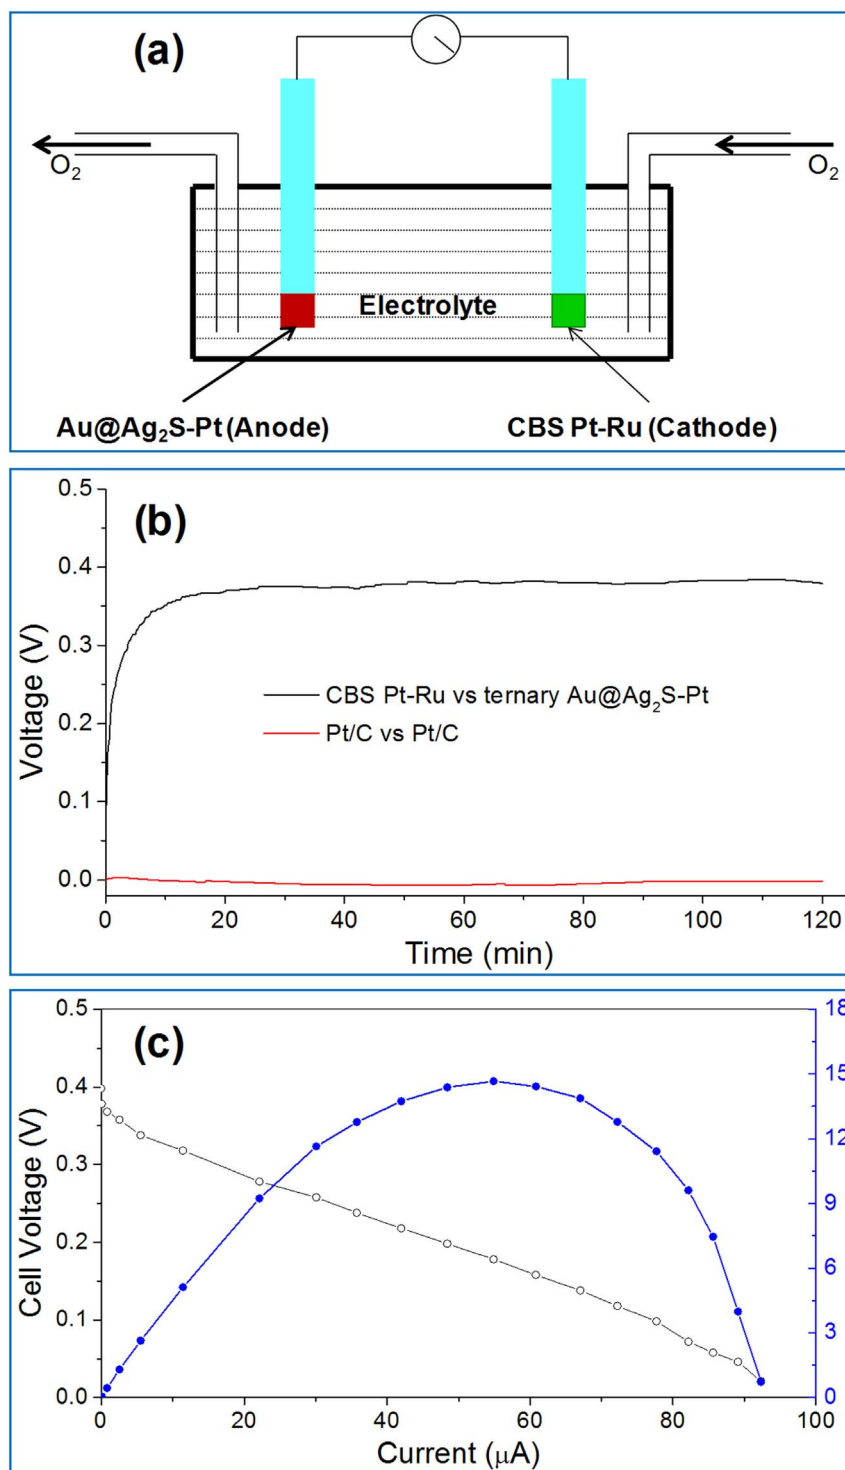 (a)
O₂
O₂
Electrolyte
Au@Ag₂S-Pt (Anode)
CBS Pt-Ru (Cathode)
(b)
0.5
0.4
0.3
0.2
0.1
0.0
Voltage (V)
CBS Pt-Ru vs ternary Au@Ag₂S-Pt
Pt/C vs Pt/C
0 20 40 60 80 100 120
Time (min)
(c)
0.5
0.4
0.3
0.2
0.1
0.0
Cell Voltage (V)
15
12
9
6
3
0
0 20 40 60 80 100
Current (μA)